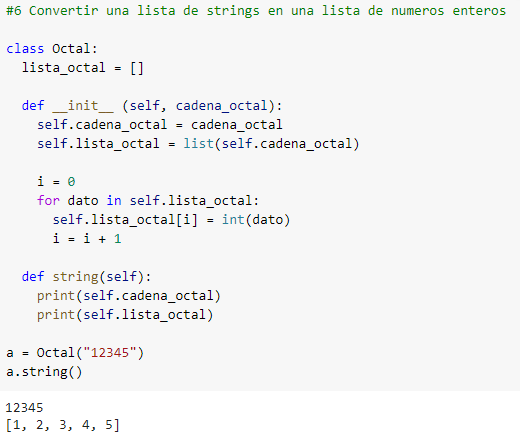 #6 Convertir una lista de strings en una lista de numeros enteros
class Octal:
  lista_octal = []
  def __init__ (self, cadena_octal):
    self.cadena_octal = cadena_octal
    self.lista_octal = list(self.cadena_octal)
    i = 0
    for dato in self.lista_octal:
      self.lista_octal[i] = int(dato)
      i = i + 1
  def string(self):
    print(self.cadena_octal)
    print(self.lista_octal)
a = Octal("12345")
a.string()
12345
[1, 2, 3, 4, 5]